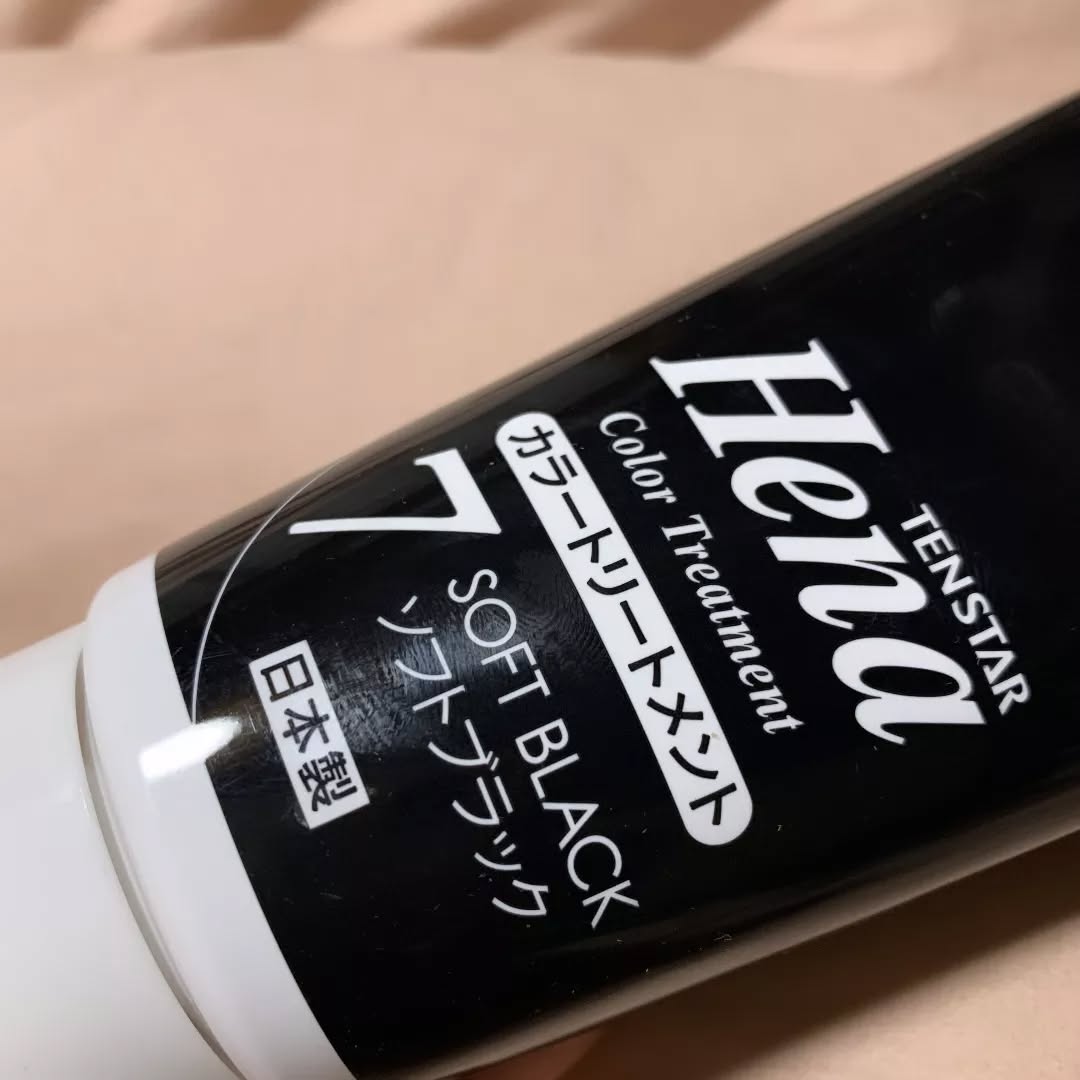 TENSTAR
Hena
Color Treatment
カラートリートメント
7
SOFT BLACK
ソフトブラック
日本製